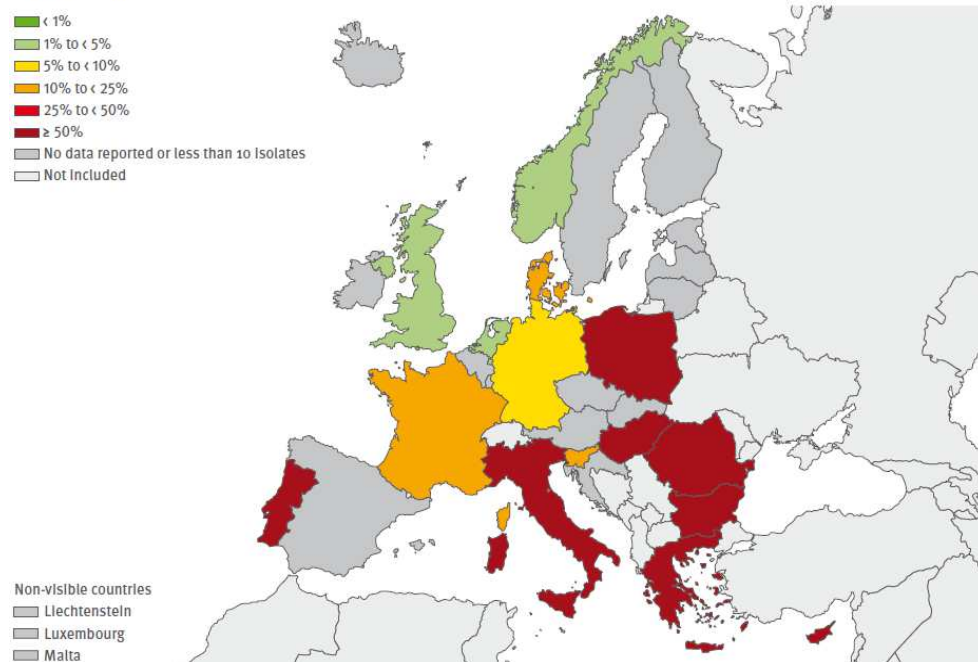 < 1%
1% to < 5%
5% to < 10%
10% to < 25%
25% to < 50%
≥ 50%
No data reported or less than 10 isolates
Not included
Non-visible countries
Liechtenstein
Luxembourg
Malta